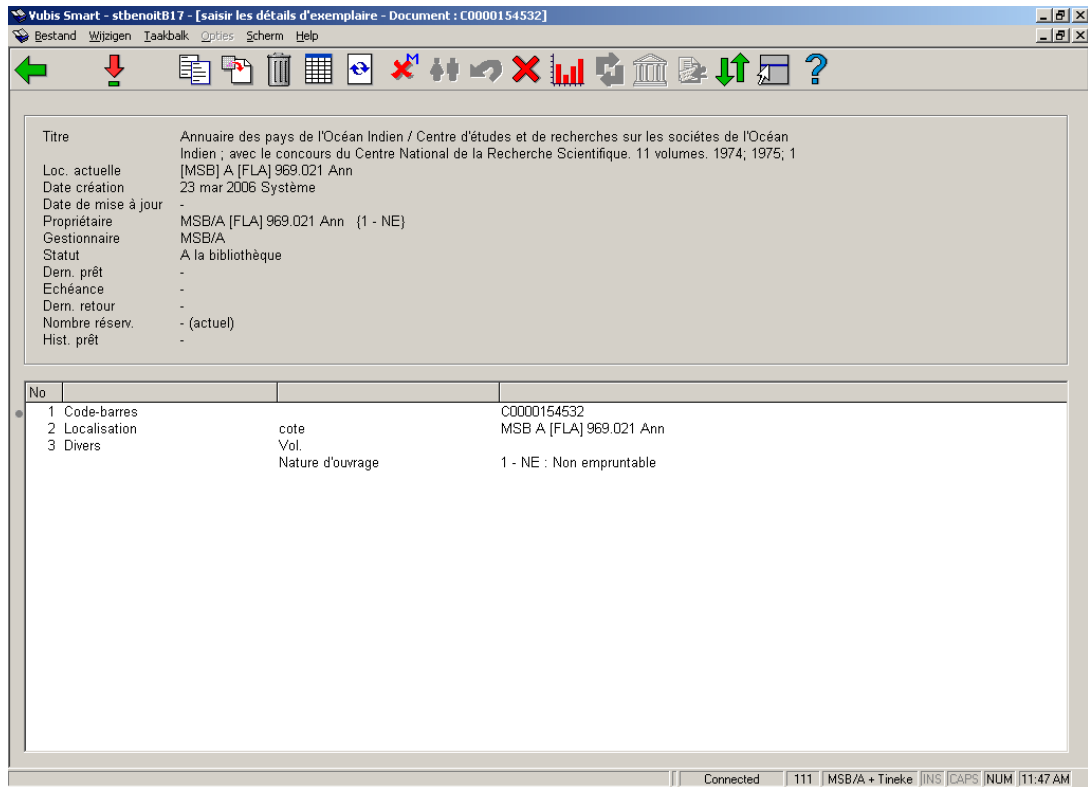 Vubis Smart - stbenoitB17 - [saisir les détails d'exemplaire - Document : C0000154532]
Bestand Wijzigen Taakbalk Opties Scherm Help
M
?
Titre Annuaire des pays de l'Océan Indien / Centre d'études et de recherches sur les sociétes de l'Océan
Indien ; avec le concours du Centre National de la Recherche Scientifique. 11 volumes. 1974; 1975; 1
Loc. actuelle [MSB] A [FLA] 969.021 Ann
Date création 23 mar 2006 Système
Date de mise à jour -
Propriétaire MSB/A [FLA] 969.021 Ann {1 - NE}
Gestionnaire MSB/A
Statut A la bibliothèque
Dern. prêt -
Echéance -
Dern. retour -
Nombre réserv. - (actuel)
Hist. prêt -
No
1 Code-barres C0000154532
2 Localisation cote MSB A [FLA] 969.021 Ann
3 Divers Vol.
Nature d'ouvrage 1 - NE : Non empruntable
Connected 111 MSB/A + Tineke INS CAPS NUM 11:47 AM